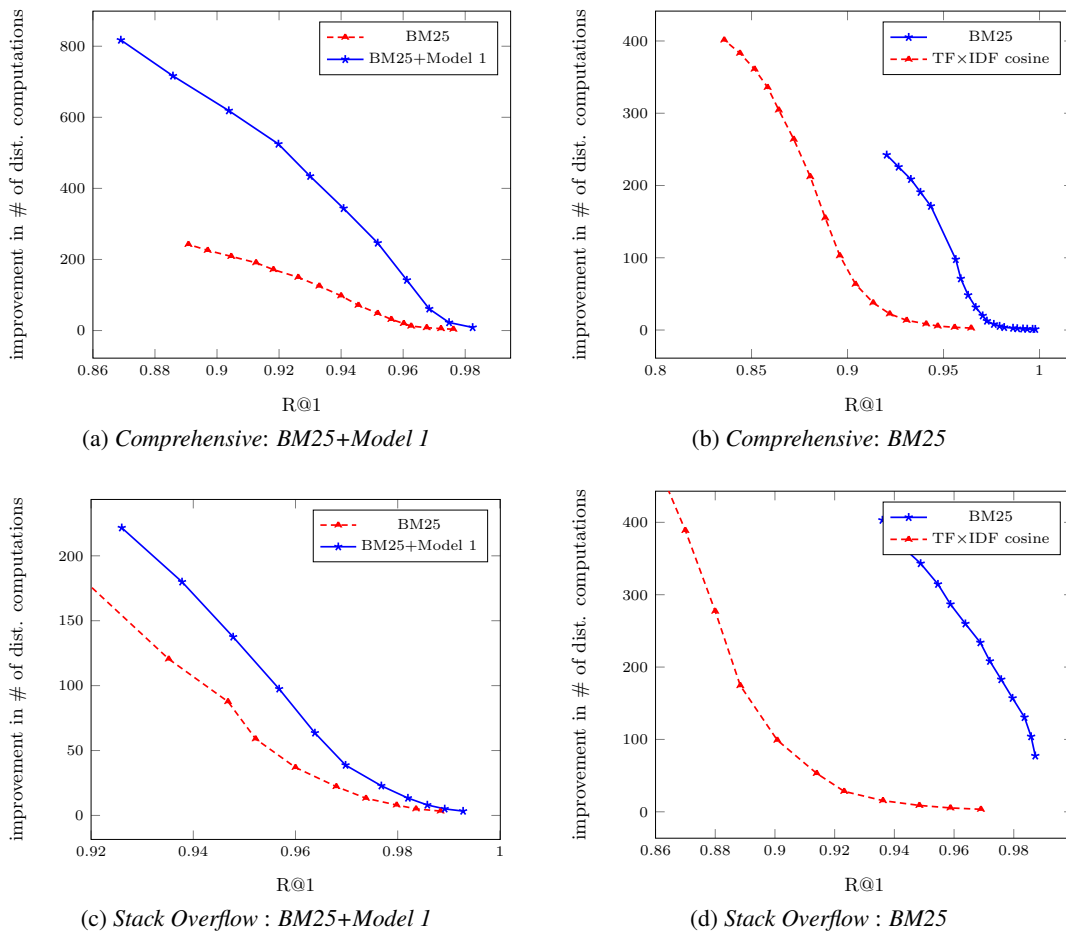 improvement in # of dist. computations
800
600
400
200
0
0.86
0.88
0.9
0.92
0.94
0.96
0.98
R@1
BM25
BM25+Model 1
(a) Comprehensive: BM25+Model 1
improvement in # of dist. computations
400
300
200
100
0
0.8
0.85
0.9
0.95
1
R@1
BM25
TF×IDF cosine
(b) Comprehensive: BM25
improvement in # of dist. computations
200
150
100
50
0
0.92
0.94
0.96
0.98
1
R@1
BM25
BM25+Model 1
(c) Stack Overflow : BM25+Model 1
improvement in # of dist. computations
400
300
200
100
0
0.86
0.88
0.9
0.92
0.94
0.96
0.98
R@1
BM25
TF×IDF cosine
(d) Stack Overflow : BM25